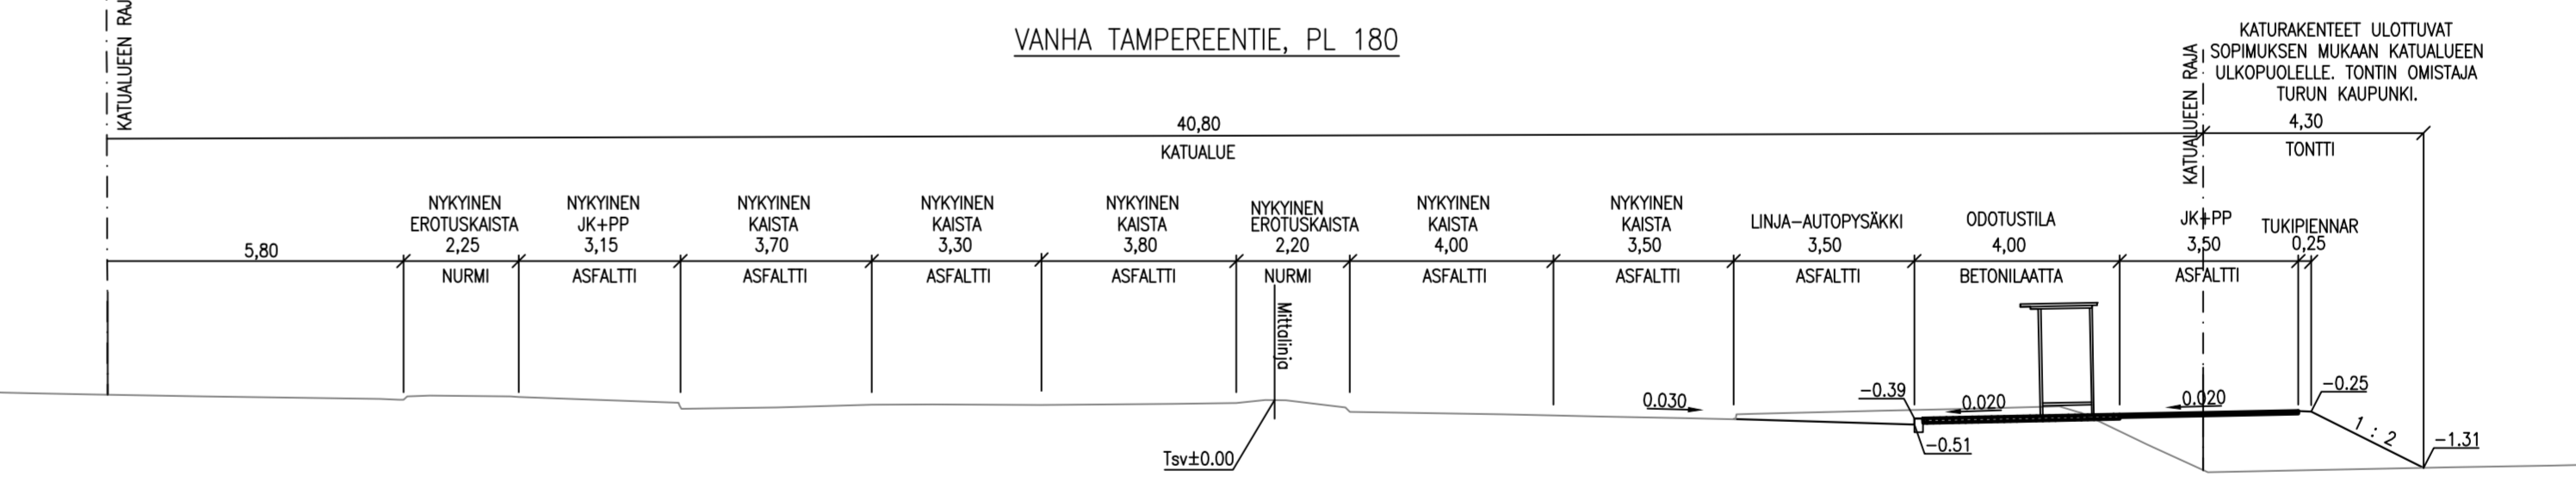 VANHA TAMPEREENTIE, PL 180
KATUALUEEN RAJ
KATUALUEEN RAJA
KATURAKENTEET ULOTTUVAT
SOPIMUKSEN MUKAAN KATUALUEEN
ULKOPUOLELLE. TONTIN OMISTAJA
TURUN KAUPUNKI.
40,80
KATUALUE
4,30
TONTTI
5,80
NYKYINEN
EROTUSKAISTA
2,25
NURMI
NYKYINEN
JK+PP
3,15
ASFALTTI
NYKYINEN
KAISTA
3,70
ASFALTTI
NYKYINEN
KAISTA
3,30
ASFALTTI
NYKYINEN
KAISTA
3,80
ASFALTTI
NYKYINEN
EROTUSKAISTA
2,20
NURMI
NYKYINEN
KAISTA
4,00
ASFALTTI
NYKYINEN
KAISTA
3,50
ASFALTTI
LINJA-AUTOPYSÄKKI
3,50
ASFALTTI
ODOTUSTILA
4,00
BETONILAATTA
JK+PP
3,50
ASFALTTI
TUKIPIENNAR
0,25
Mittalinja
Tsv±0.00
0.030
-0.39
-0.51
0.020
0.020
-0.25
1 : 2
-1.31